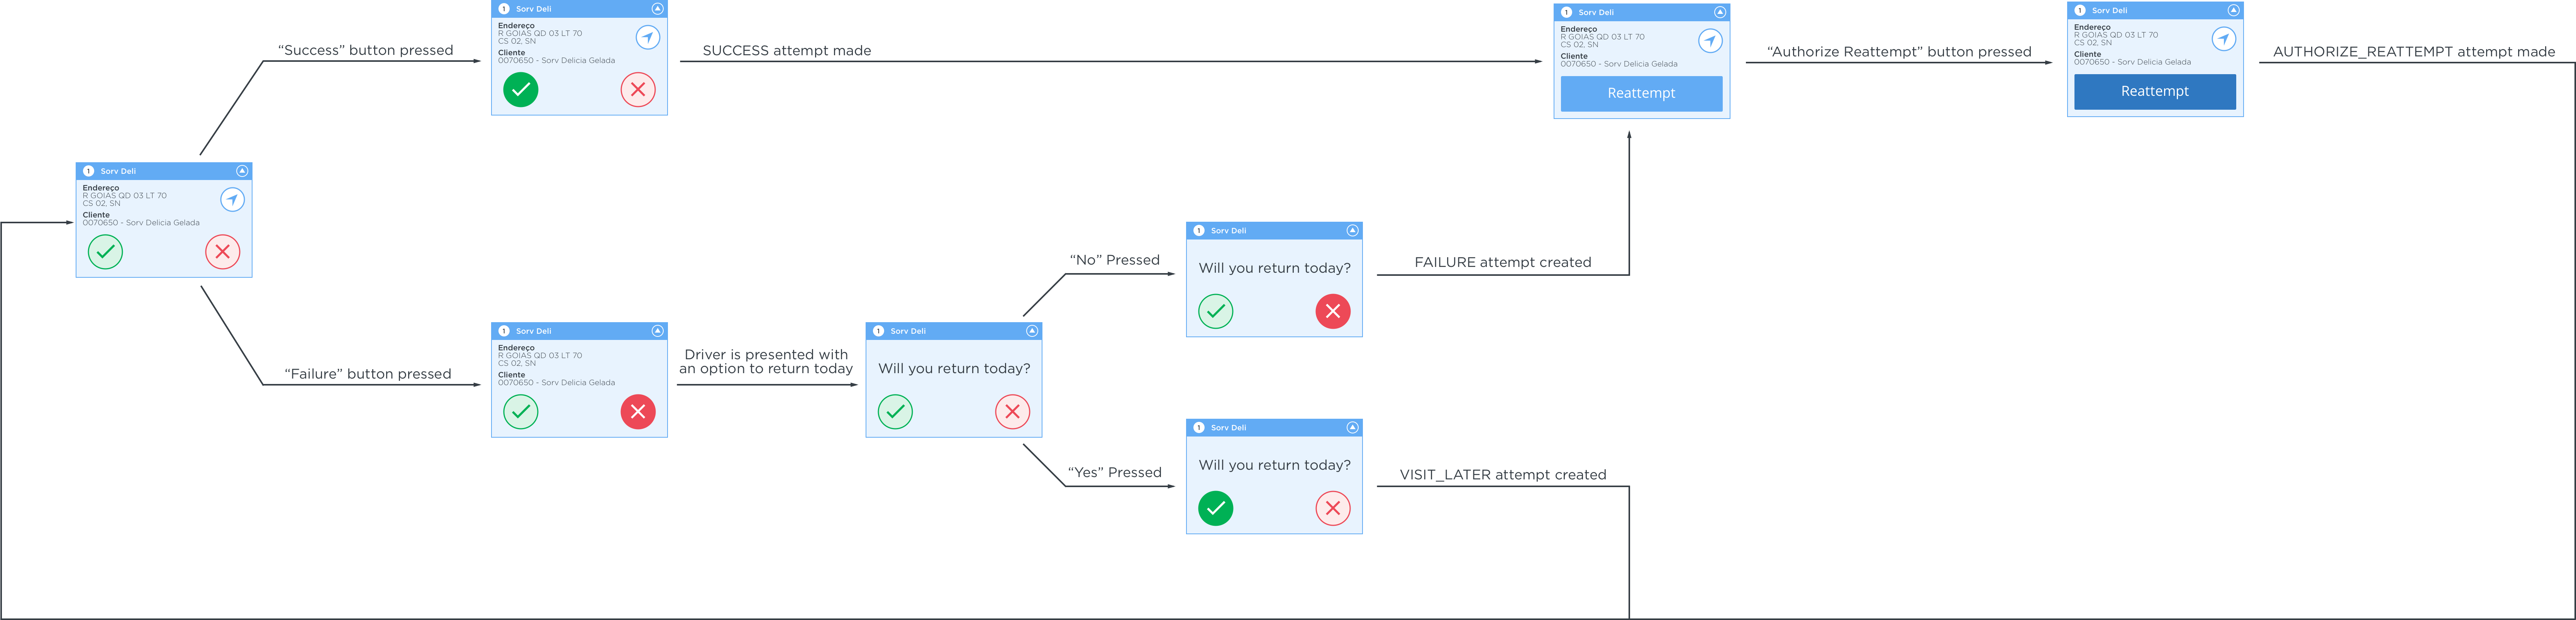 1 Sorv Deli
Endereço
R GOIAS QD 03 LT 70
CS 02, SN
Cliente
0070650 - Sorv Delicia Gelada
“Success” button pressed
1 Sorv Deli
Endereço
R GOIAS QD 03 LT 70
CS 02, SN
Cliente
0070650 - Sorv Delicia Gelada
SUCCESS attempt made
1 Sorv Deli
Endereço
R GOIAS QD 03 LT 70
CS 02, SN
Cliente
0070650 - Sorv Delicia Gelada
Reattempt
“Authorize Reattempt” button pressed
1 Sorv Deli
Endereço
R GOIAS QD 03 LT 70
CS 02, SN
Cliente
0070650 - Sorv Delicia Gelada
Reattempt
AUTHORIZE_REATTEMPT attempt made
“Failure” button pressed
1 Sorv Deli
Endereço
R GOIAS QD 03 LT 70
CS 02, SN
Cliente
0070650 - Sorv Delicia Gelada
Driver is presented with
an option to return today
1 Sorv Deli
Will you return today?
“No” Pressed
1 Sorv Deli
Will you return today?
FAILURE attempt created
“Yes” Pressed
1 Sorv Deli
Will you return today?
VISIT_LATER attempt created